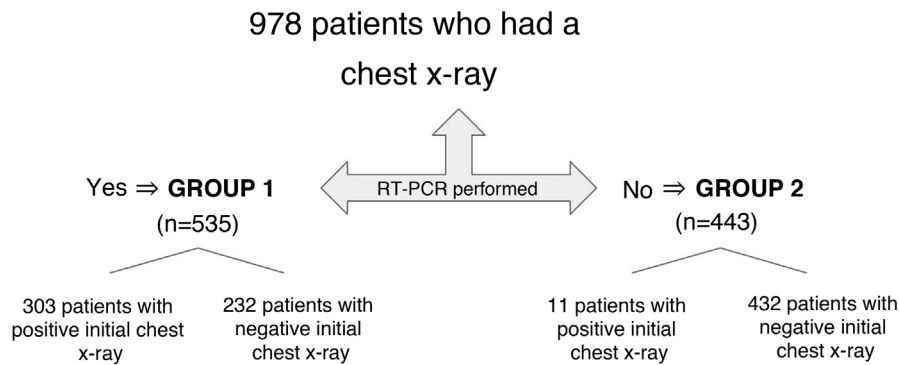 978 patients who had a
chest x-ray
Yes ⇒ GROUP 1
(n=535)
RT-PCR performed
No ⇒ GROUP 2
(n=443)
303 patients with
positive initial chest
x-ray
232 patients with
negative initial
chest x-ray
11 patients with
positive initial
chest x-ray
432 patients with
negative initial
chest x-ray